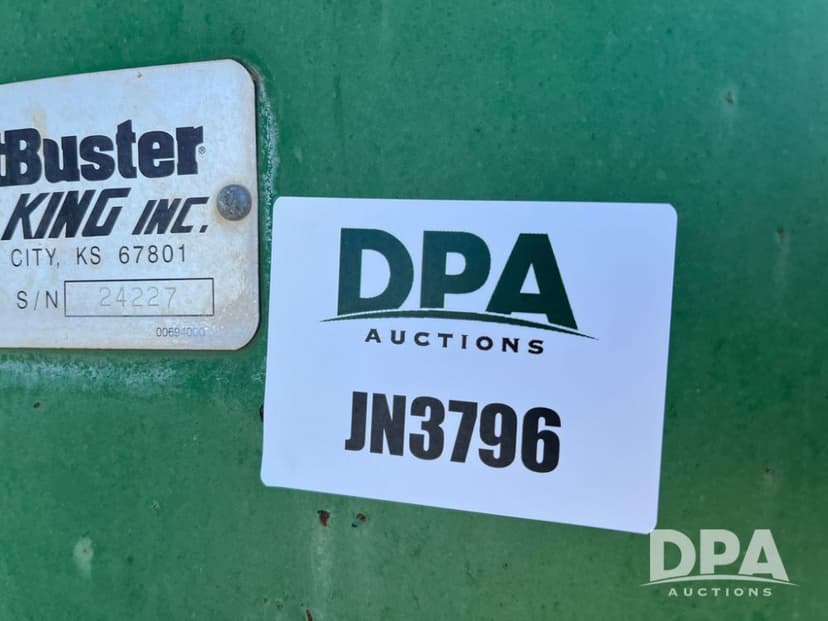 tBuster®
KING INC.
CITY, KS 67801
S/N 24227
00694000
DPA
AUCTIONS
JN3796
DPA
AUCTIONS